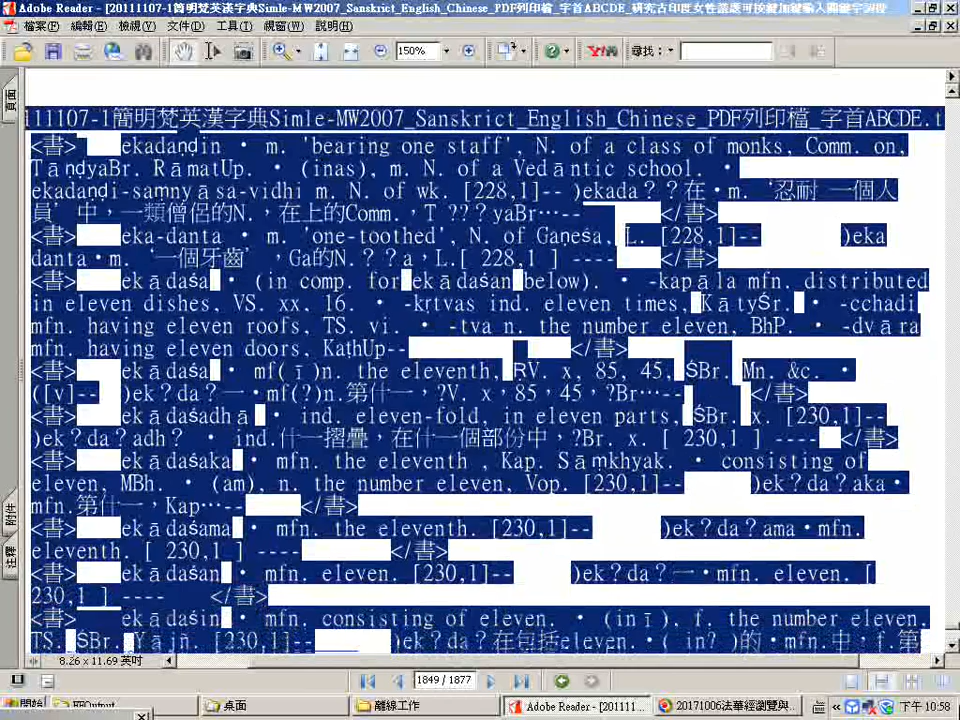 Adobe Reader - [20111107-1簡明梵英漢字典Simle-MW2007_Sanskrict_English_Chinese_PDF列印檔_字首ABCDE_研究古印度女性
檔案(F) 編輯(E) 檢視(V) 文件(D) 工具(T) 視窗(W) 說明(H)
150% 尋找:
頁面
11107-1簡明梵英漢字典Simle-MW2007_Sanskrict_English_Chinese_PDF列印檔_字首ABCDE.t
<書> ekadaṇḍin • m. 'bearing one staff', N. of a class of monks, Comm. on,
TāṇḍyaBr. RāmatUp. • (inas), m. N. of a Vedāntic school. •
ekadaṇḍi-saṃnyāsa-vidhi m. N. of wk. [228,1]-- )ekada??在•m.‘忍耐 一個人
員’中，一類僧侶的N.，在上的Comm.，T ???yaBr…-- </書>
<書> eka-danta • m. 'one-toothed', N. of Gaṇeśa, L. [228,1]-- )eka
danta•m.‘一個牙齒’，Ga的N.??a，L.[ 228,1 ] ---- </書>
<書> ekādaśa • (in comp. for ekādaśan below). • -kapāla mfn. distributed
in eleven dishes, VS. xx, 16. • -kṛtvas ind. eleven times, KātyŚr. • -cchadi
mfn. having eleven roofs, TS. vi. • -tva n. the number eleven, BhP. • -dvāra
mfn. having eleven doors, KaṭhUp-- </書>
<書> ekādaśa • mf(ī)n. the eleventh, ṚV. x, 85, 45, ŚBr. Mn. &c. •
([v]-- )ek?da?一•mf(?)n.第什一，?V. x，85，45，?Br…-- </書>
<書> ekādaśadhā • ind. eleven-fold, in eleven parts, ŚBr. x. [230,1]--
)ek?da?adh? • ind.什一摺疊，在什一個部份中，?Br. x. [ 230,1 ] ---- </書>
<書> ekādaśaka • mfn. the eleventh , Kap. Sāṃkhyak. • consisting of
eleven, MBh. • (am), n. the number eleven, Vop. [230,1]-- )ek?da?aka•
mfn.第什一，Kap…-- </書>
<書> ekādaśama • mfn. the eleventh. [230,1]-- )ek?da?ama•mfn.
eleventh. [ 230,1 ] ---- </書>
<書> ekādaśan • mfn. eleven. [230,1]-- )ek?da?一•mfn. eleven. [
230,1 ] ---- </書>
<書> ekādaśin • mfn. consisting of eleven. • (inī), f. the number eleven,
TS. ŚBr. Yājñ. [230,1]-- )ek?da?在包括eleven.•( in? )的•mfn.中，f.第
附件
注釋
8.26 x 11.69 英吋
1849 / 1877
開始 FFOutput 桌面 離線工作 Adobe Reader - [201111... 20171006法華經瀏覽與... 下午 10:58